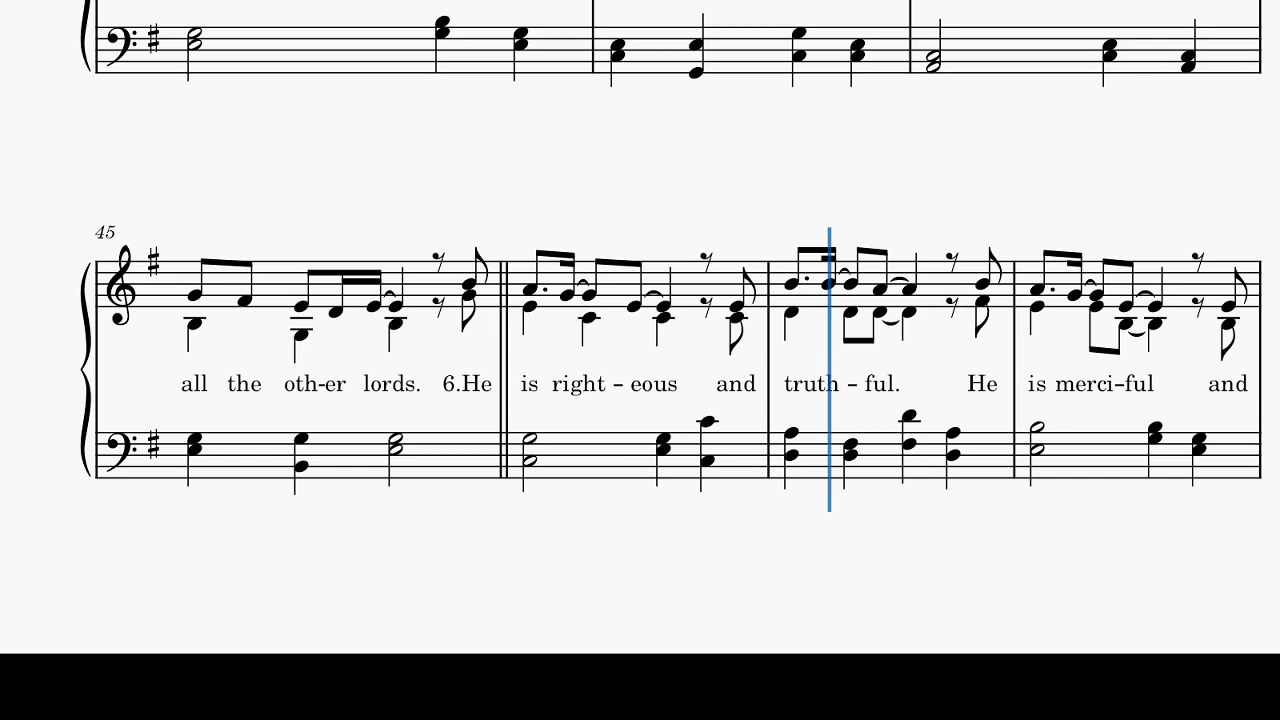 45
all the oth-er lords. 6.He is right - eous and truth - ful. He is merci-ful and